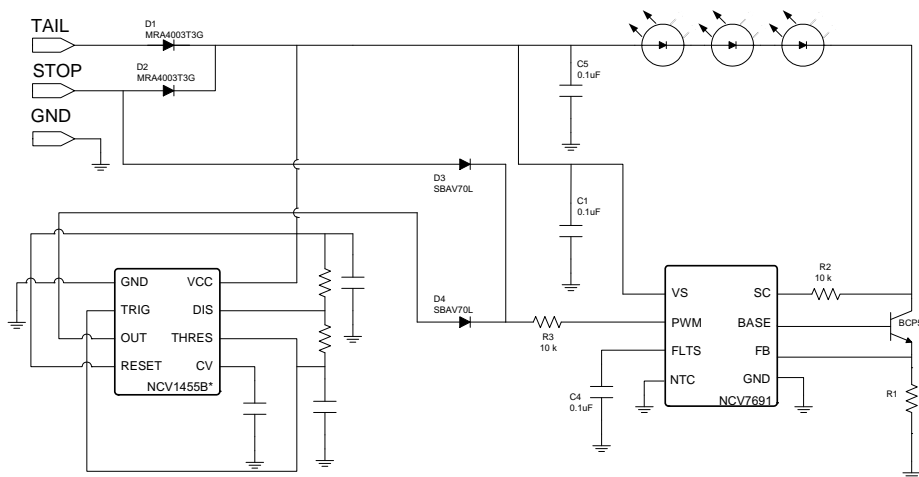 TAIL
D1
MRA4003T3G
STOP
D2
MRA4003T3G
GND
C5
0.1uF
D3
SBAV70L
C1
0.1uF
D4
SBAV70L
R3
10 k
C4
0.1uF
GND
VCC
TRIG
DIS
OUT
THRES
RESET
CV
NCV1455B*
VS
SC
PWM
BASE
FLTS
FB
NTC
GND
NCV7691
R2
10 k
R1